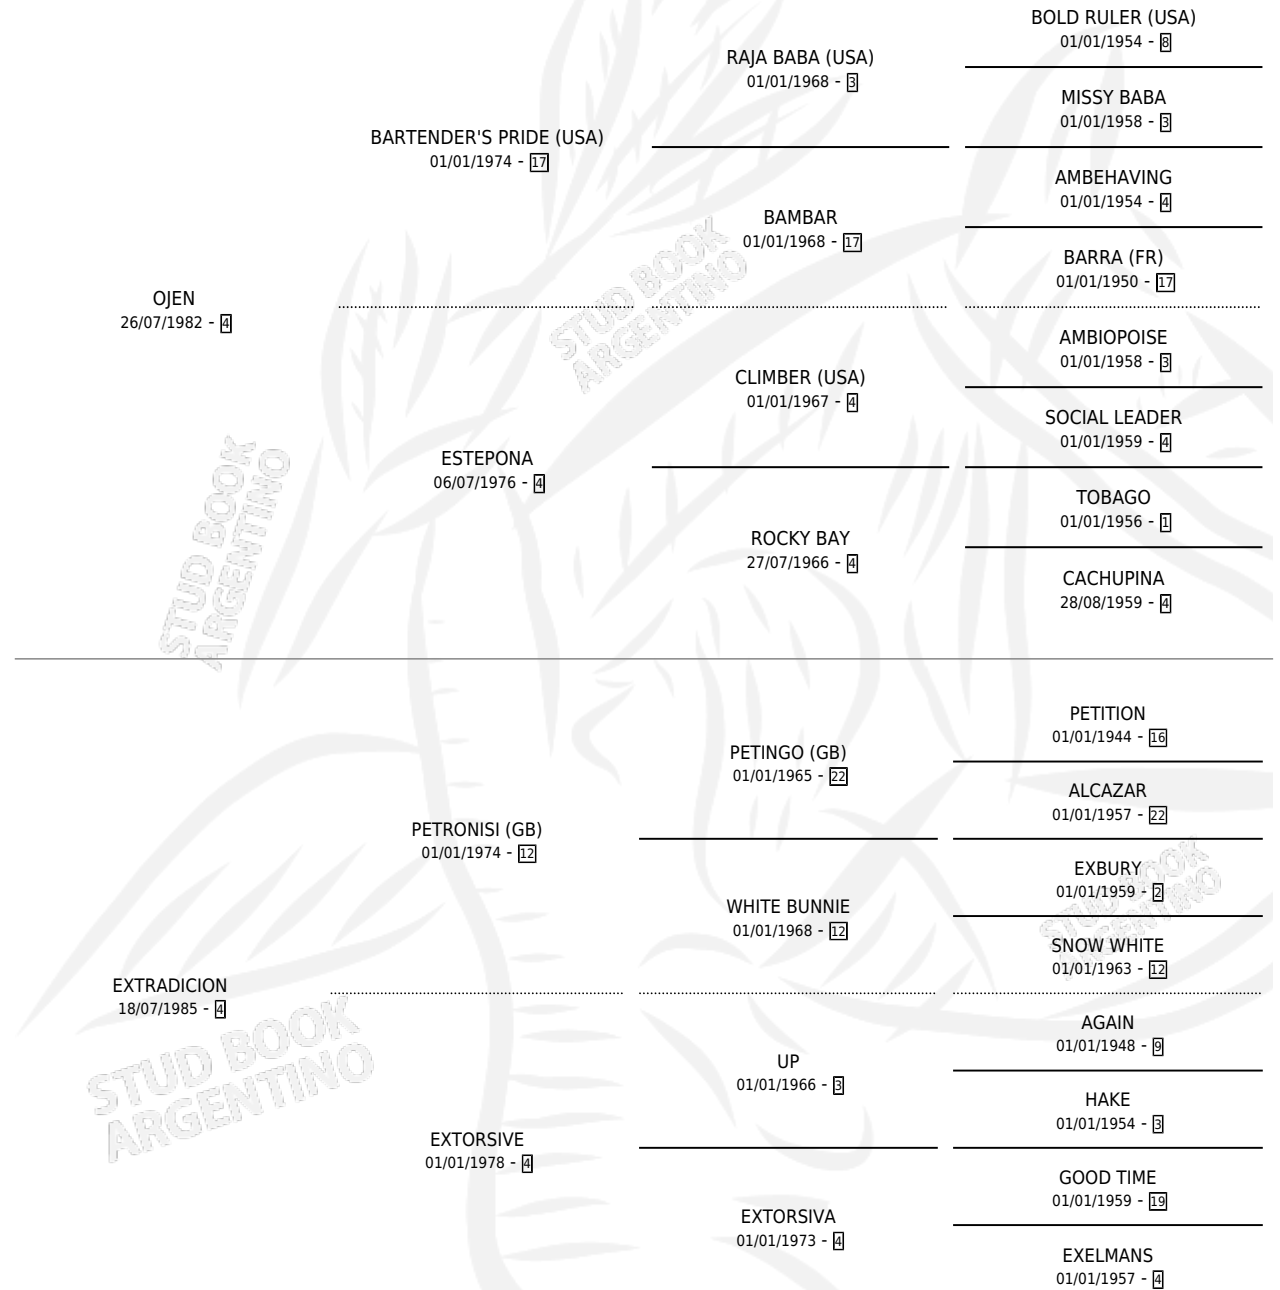 BOLD RULER (USA)
01/01/1954 - 8
RAJA BABA (USA)
01/01/1968 - 3
MISSY BABA
01/01/1958 - 3
BARTENDER'S PRIDE (USA)
01/01/1974 - 17
AMBEHAVING
01/01/1954 - 4
BAMBAR
01/01/1968 - 17
BARRA (FR)
01/01/1950 - 17
OJEN
26/07/1982 - 4
STUD BOOK
ARGENTINO
AMBIOPOISE
01/01/1958 - 3
CLIMBER (USA)
01/01/1967 - 4
SOCIAL LEADER
01/01/1959 - 4
ESTEPONA
06/07/1976 - 4
TOBAGO
01/01/1956 - 1
ROCKY BAY
27/07/1966 - 4
CACHUPINA
28/08/1959 - 4
STUD BOOK
ARGENTINO
PETITION
01/01/1944 - 16
PETINGO (GB)
01/01/1965 - 22
ALCAZAR
01/01/1957 - 22
PETRONISI (GB)
01/01/1974 - 12
EXBURY
01/01/1959 - 2
WHITE BUNNIE
01/01/1968 - 12
STUD BOOK
ARGENTINO
SNOW WHITE
01/01/1963 - 12
EXTRADICION
18/07/1985 - 4
AGAIN
01/01/1948 - 9
STUD BOOK
ARGENTINO
UP
01/01/1966 - 3
HAKE
01/01/1954 - 3
EXTORSIVE
01/01/1978 - 4
GOOD TIME
01/01/1959 - 19
EXTORSIVA
01/01/1973 - 4
EXELMANS
01/01/1957 - 4